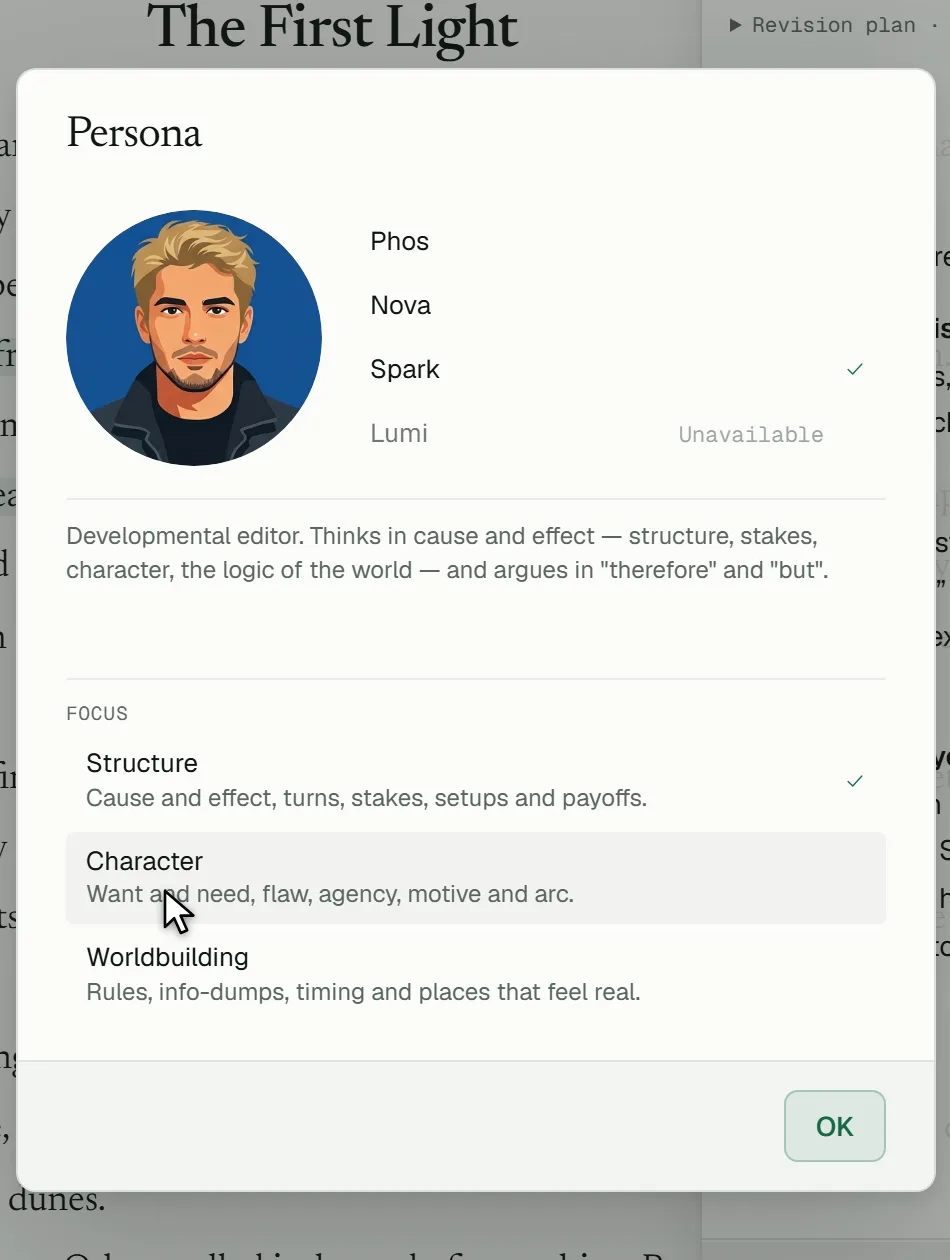 The First Light
▶ Revision plan ·
Persona
Phos
Nova
Spark
Lumi
Unavailable
Developmental editor. Thinks in cause and effect — structure, stakes,
character, the logic of the world — and argues in "therefore" and "but".
FOCUS
Structure
Cause and effect, turns, stakes, setups and payoffs.
Character
Want and need, flaw, agency, motive and arc.
Worldbuilding
Rules, info-dumps, timing and places that feel real.
OK
dunes.